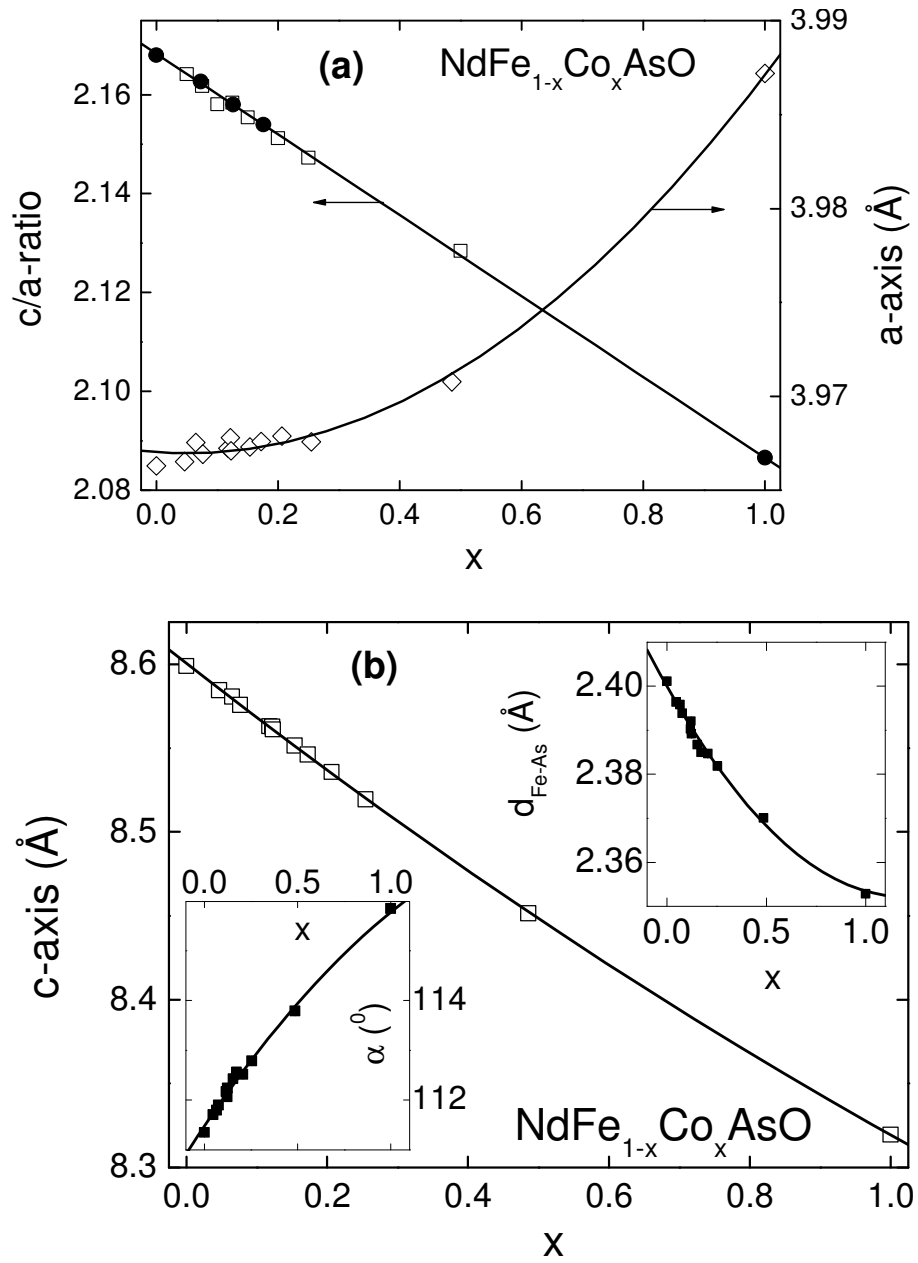 (a) NdFe1-xCoxAsO
3.99
3.98
3.97
a-axis (Å)
2.16
2.14
2.12
2.10
2.08
c/a-ratio
0.0 0.2 0.4 0.6 0.8 1.0
x
(b)
8.6
8.5
8.4
8.3
c-axis (Å)
2.40
2.38
2.36
dFe-As (Å)
0.0 0.5 1.0
x
0.0 0.5 1.0
x
114
112
α (0)
NdFe1-xCoxAsO
0.0 0.2 0.4 0.6 0.8 1.0
x